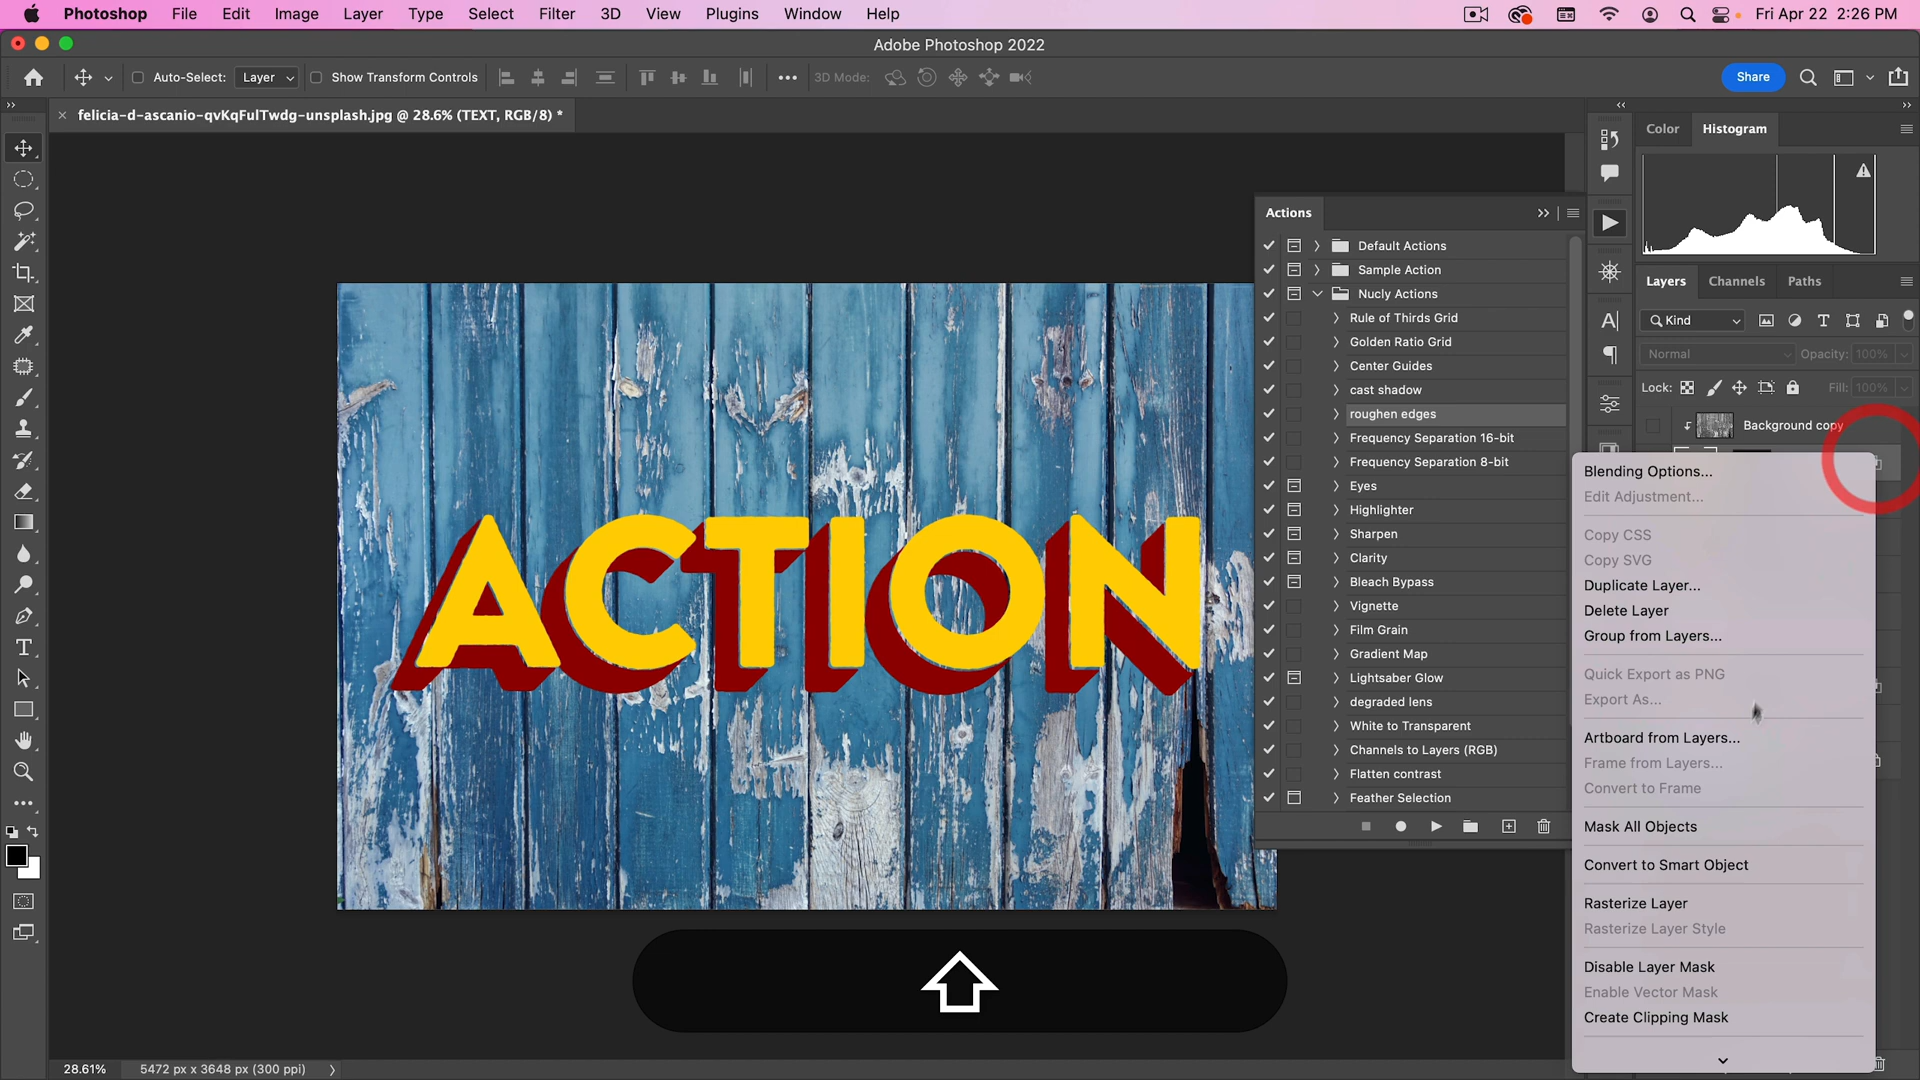 Photoshop File Edit Image Layer Type Select Filter 3D View Plugins Window Help Fri Apr 22 2:26 PM
Adobe Photoshop 2022
Auto-Select: Layer Show Transform Controls 3D Mode: Share
felicia-d-ascanio-qvKqFulTwdg-unsplash.jpg @ 28.6% (TEXT, RGB/8) *
Color Histogram
Actions
Default Actions
Sample Action
Nucly Actions
Rule of Thirds Grid
Golden Ratio Grid
Center Guides
cast shadow
roughen edges
Frequency Separation 16-bit
Frequency Separation 8-bit
Eyes
Highlighter
Sharpen
Clarity
Bleach Bypass
Vignette
Film Grain
Gradient Map
Lightsaber Glow
degraded lens
White to Transparent
Channels to Layers (RGB)
Flatten contrast
Feather Selection
Layers Channels Paths
Kind
Normal Opacity: 100%
Lock: Fill: 100%
Background copy
Blending Options...
Edit Adjustment...
Copy CSS
Copy SVG
Duplicate Layer...
Delete Layer
Group from Layers...
Quick Export as PNG
Export As...
Artboard from Layers...
Frame from Layers...
Convert to Frame
Mask All Objects
Convert to Smart Object
Rasterize Layer
Rasterize Layer Style
Disable Layer Mask
Enable Vector Mask
Create Clipping Mask
ACTION
28.61% 5472 px x 3648 px (300 ppi)